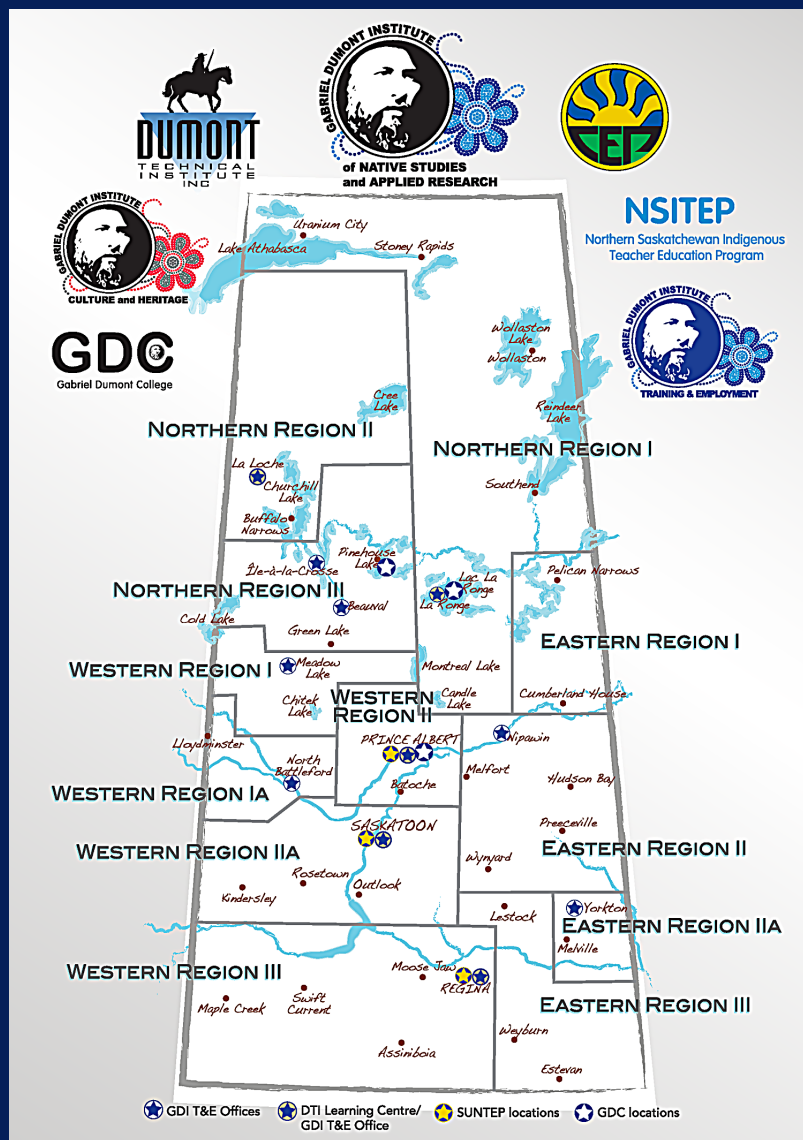 GABRIEL DUMONT INSTITUTE
of NATIVE STUDIES
and APPLIED RESEARCH
DUMONT
TECHNICAL
INSTITUTE
INC
GEP
GABRIEL DUMONT INSTITUTE
CULTURE and HERITAGE
NSITEP
Northern Saskatchewan Indigenous
Teacher Education Program
GDC
Gabriel Dumont College
GABRIEL DUMONT INSTITUTE
TRAINING & EMPLOYMENT
Uranium City
Lake Athabasca
Stoney Rapids
Wollaston
Lake
Wollaston
Cree
Lake
Reindeer
Lake
NORTHERN REGION II
NORTHERN REGION I
La Loche
Churchill
Lake
Southend
Buffalo
Narrows
Pinehouse
Lake
Île-à-la-Crosse
Lac La
Ronge
La Ronge
Pelican Narrows
NORTHERN REGION III
Beauval
Cold Lake
Green Lake
EASTERN REGION I
WESTERN REGION I
Meadow
Lake
Montreal Lake
Chitek
Lake
WESTERN
REGION II
Candle
Lake
Cumberland House
Lloydminster
PRINCE ALBERT
Nipawin
North
Battleford
Melfort
Hudson Bay
Batoche
WESTERN REGION IA
SASKATOON
Preeceville
WESTERN REGION IIA
EASTERN REGION II
Wynyard
Rosetown
Kindersley
Outlook
Lestock
Yorkton
EASTERN REGION IIA
Melville
WESTERN REGION III
Moose Jaw
REGINA
Maple Creek
Swift
Current
EASTERN REGION III
Weyburn
Assiniboia
Estevan
GDI T&E Offices
DTI Learning Centre/
GDI T&E Office
SUNTEP locations
GDC locations